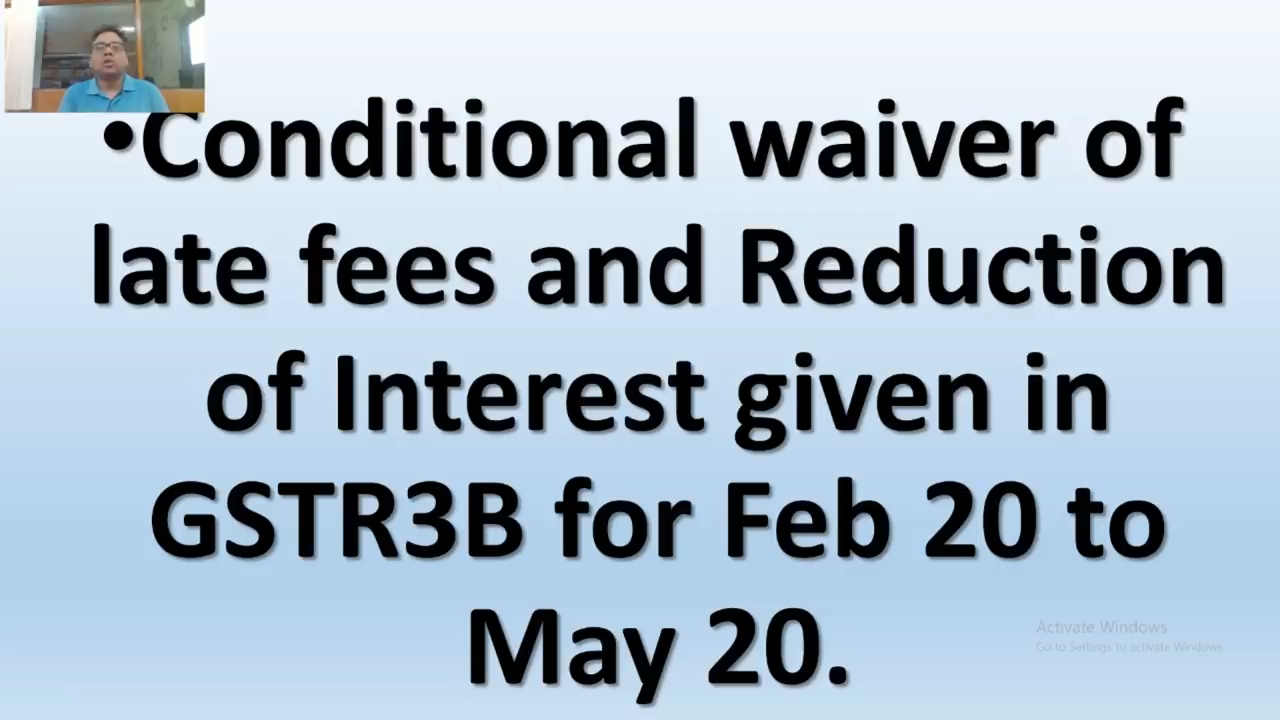 •Conditional waiver of
late fees and Reduction
of Interest given in
GSTR3B for Feb 20 to
May 20.
Activate Windows
Go to Settings to activate Windows.